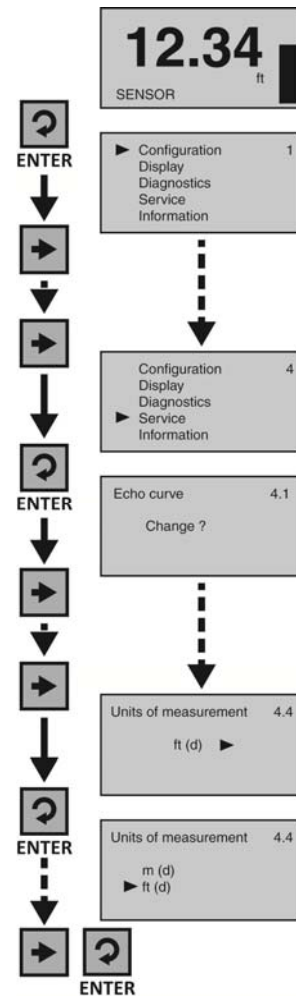 12.34
ft
SENSOR
ENTER
Configuration 1
Display
Diagnostics
Service
Information
Configuration 4
Display
Diagnostics
Service
Information
ENTER
Echo curve 4.1
Change ?
Units of measurement 4.4
ft (d)
ENTER
Units of measurement 4.4
m (d)
ft (d)
ENTER